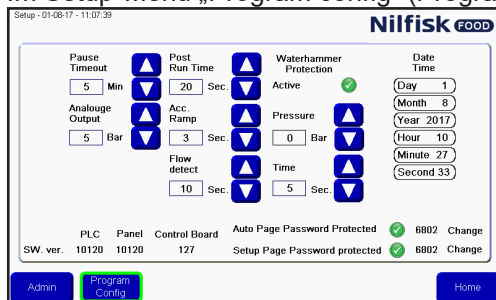 Setup - 01-08-17 - 11:07:39
Nilfisk FOOD
Pause Timeout
5 Min
Post Run Time
20 Sec.
Waterhammer Protection
Active
Date Time
Day 1
Month 8
Year 2017
Hour 10
Minute 27
Second 33
Analouge Output
5 Bar
Acc. Ramp
3 Sec.
Pressure
0 Bar
Flow detect
10 Sec.
Time
5 Sec.
PLC Panel Control Board
SW. ver. 10120 10120 127
Auto Page Password Protected 6802 Change
Setup Page Password protected 6802 Change
Admin
Program Config
Home